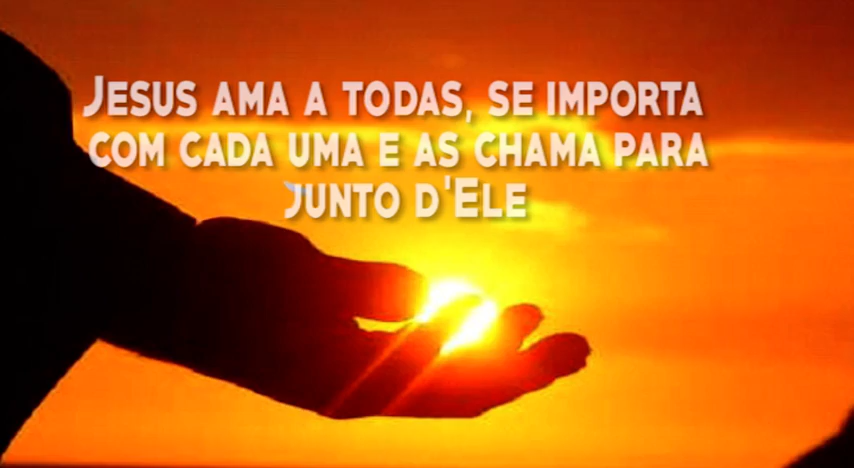 Jesus ama a todas, se importa
com cada uma e as chama para
junto d'Ele